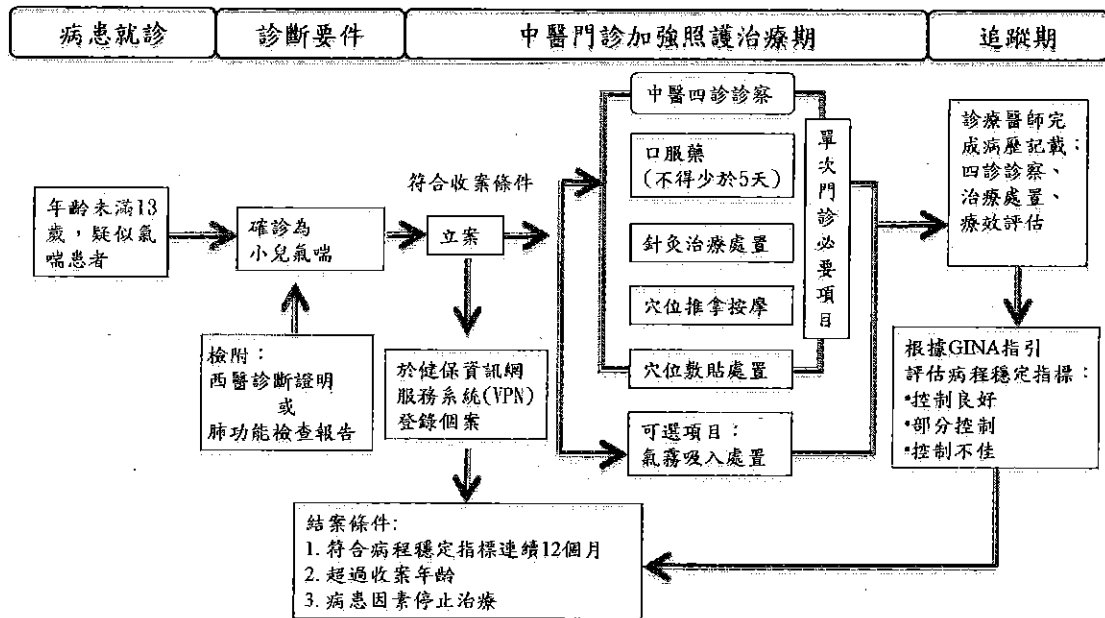 病患就診
診斷要件
中醫門診加強照護治療期
追蹤期
年齡未滿13
歲，疑似氣
喘患者
確診為
小兒氣喘
檢附：
西醫診斷證明
或
肺功能檢查報告
符合收案條件
立案
於健保資訊網
服務系統(VPN)
登錄個案
中醫四診診察
口服藥
(不得少於5天)
針灸治療處置
穴位推拿按摩
穴位敷貼處置
單次門診必要項目
可選項目：
氣霧吸入處置
診療醫師完
成病歷記載：
四診診察、
治療處置、
療效評估
根據GINA指引
評估病程穩定指標：
•控制良好
•部分控制
•控制不佳
結案條件:
1. 符合病程穩定指標連續12個月
2. 超過收案年齡
3. 病患因素停止治療